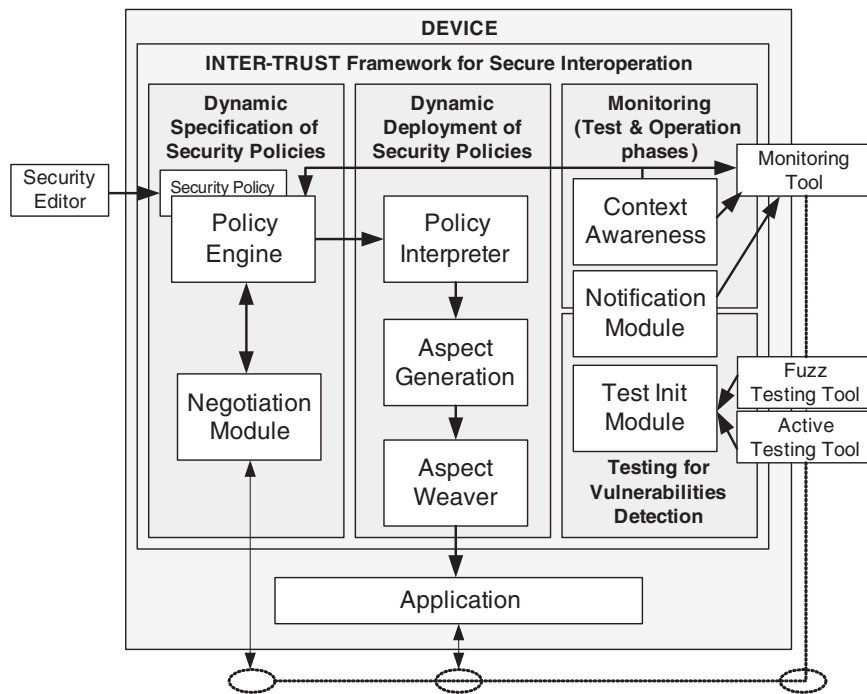 DEVICE
INTER-TRUST Framework for Secure Interoperation
Dynamic
Specification of
Security Policies
Dynamic
Deployment of
Security Policies
Monitoring
(Test & Operation
phases)
Security
Editor
Security Policy
Policy
Engine
Negotiation
Module
Policy
Interpreter
Aspect
Generation
Aspect
Weaver
Context
Awareness
Notification
Module
Test Init
Module
Testing for
Vulnerabilities
Detection
Monitoring
Tool
Fuzz
Testing Tool
Active
Testing Tool
Application